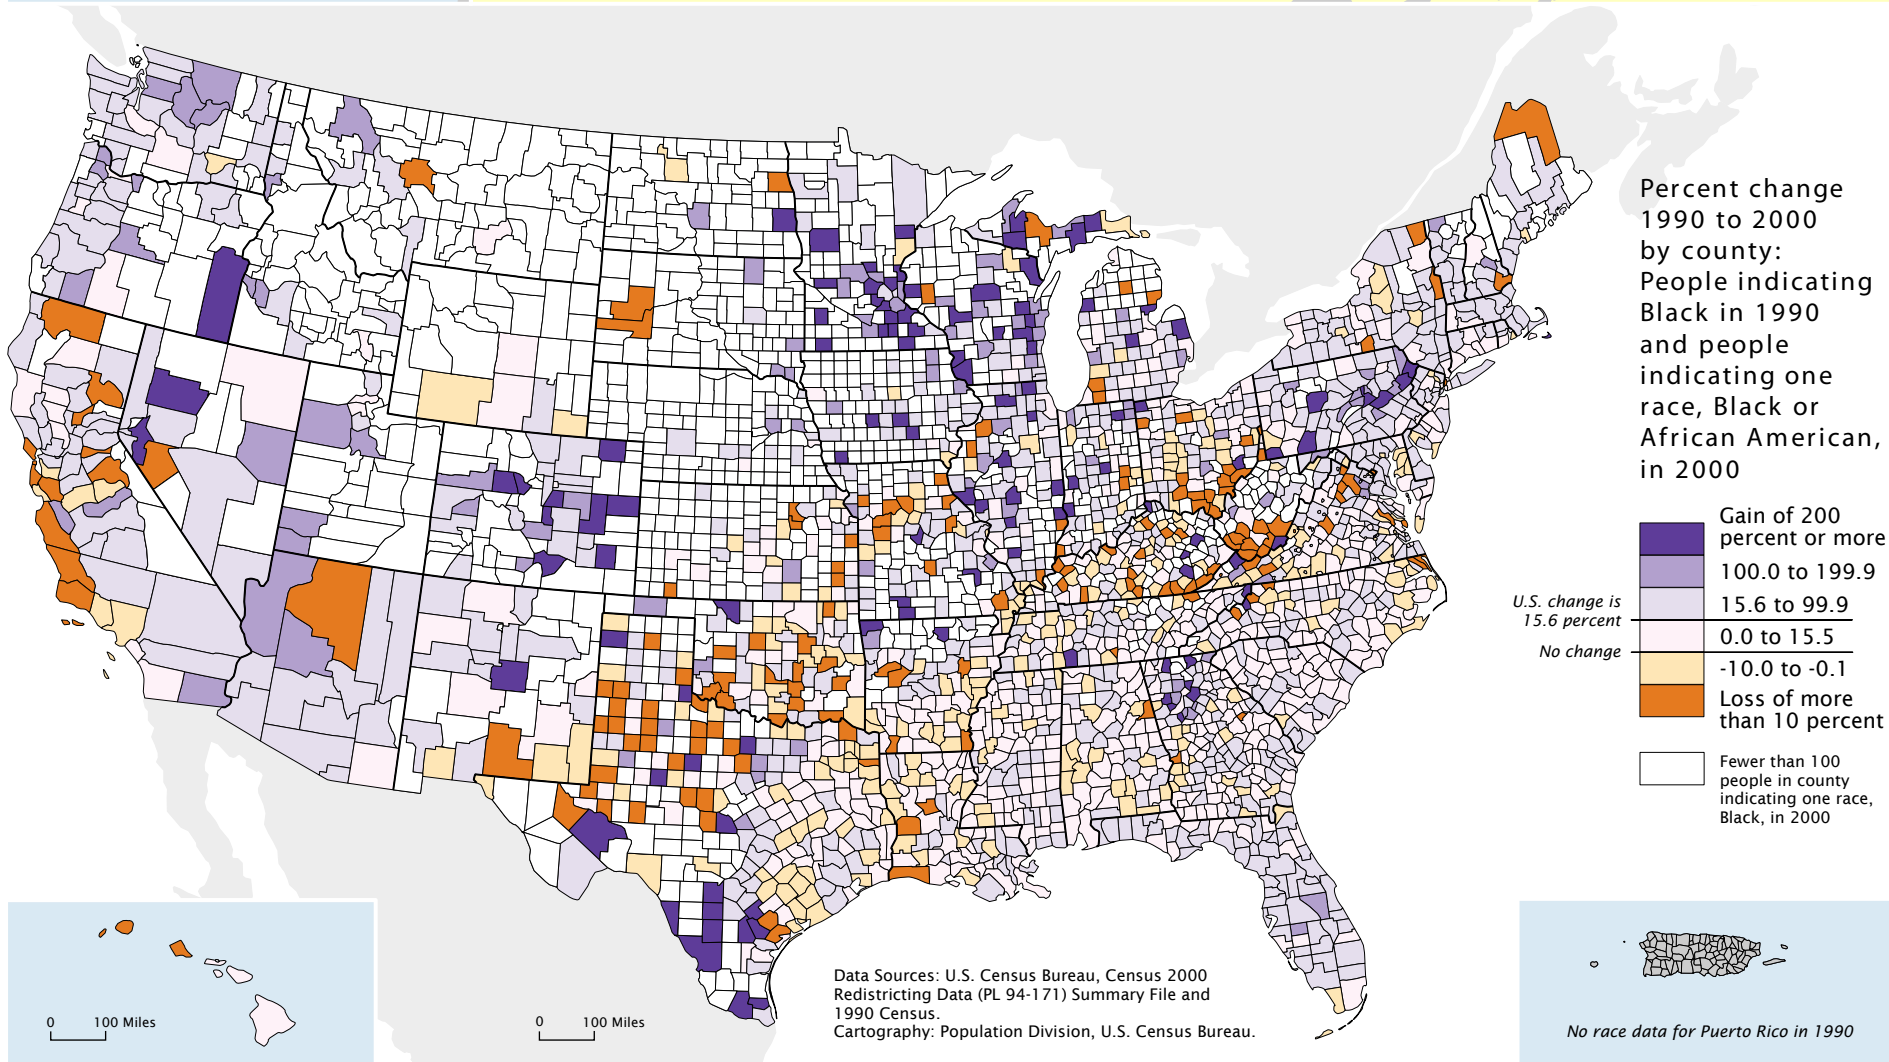 Percent change
1990 to 2000
by county:
People indicating
Black in 1990
and people
indicating one
race, Black or
African American,
in 2000
Gain of 200
percent or more
100.0 to 199.9
15.6 to 99.9
U.S. change is
15.6 percent
0.0 to 15.5
No change
-10.0 to -0.1
Loss of more
than 10 percent
Fewer than 100
people in county
indicating one race,
Black, in 2000
0 100 Miles
0 100 Miles
Data Sources: U.S. Census Bureau, Census 2000
Redistricting Data (PL 94-171) Summary File and
1990 Census.
Cartography: Population Division, U.S. Census Bureau.
No race data for Puerto Rico in 1990